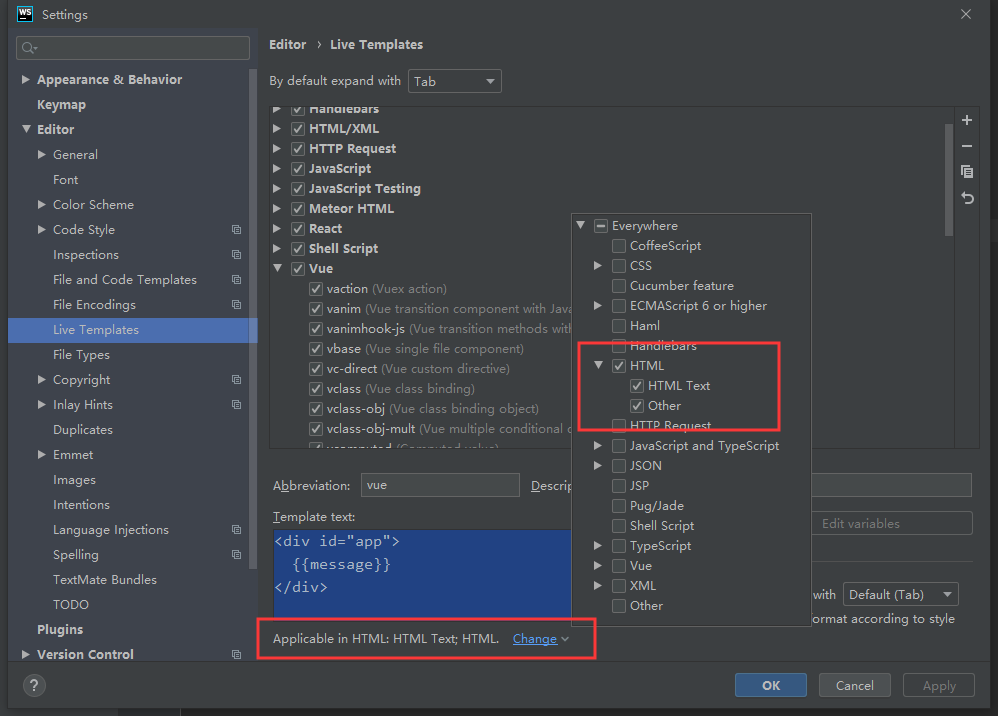 WS
Settings
Appearance & Behavior
Keymap
Editor
General
Font
Color Scheme
Code Style
Inspections
File and Code Templates
File Encodings
Live Templates
File Types
Copyright
Inlay Hints
Duplicates
Emmet
Images
Intentions
Language Injections
Spelling
TextMate Bundles
TODO
Plugins
Version Control
?
Editor › Live Templates
By default expand with Tab
Handlebars
HTML/XML
HTTP Request
JavaScript
JavaScript Testing
Meteor HTML
React
Shell Script
Vue
vaction (Vuex action)
vanim (Vue transition component with Java
vanimhook-js (Vue transition methods with
vbase (Vue single file component)
vc-direct (Vue custom directive)
vclass (Vue class binding)
vclass-obj (Vue class binding object)
vclass-obj-mult (Vue multiple conditional c
vcomputed (Computed value)
Everywhere
CoffeeScript
CSS
Cucumber feature
ECMAScript 6 or higher
Haml
Handlebars
HTML
HTML Text
Other
HTTP Request
JavaScript and TypeScript
JSON
JSP
Pug/Jade
Shell Script
TypeScript
Vue
XML
Other
Abbreviation: vue Descrip
Template text:
Edit variables
<div id="app">
{{message}}
</div>
with Default (Tab)
ormat according to style
Applicable in HTML: HTML Text; HTML. Change
OK Cancel Apply